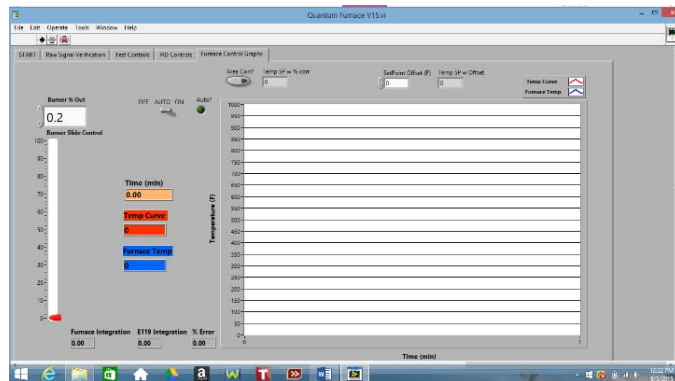 Quantum Furnace V15.vi
File Edit Operate Tools Window Help
START Raw Signal Verification Test Controls PID Controls Furnace Control Graphs
Area Corr? Temp SP w % corr SetPoint Offset (F) Temp SP w Offset
0 0 0
Temp Curve
Furnace Temp
Burner % Out OFF AUTO ON Auto?
0.2
Burner Slide Control
100
90
80
70
60
50
40
30
20
10
0
Time (min)
0.00
Temp Curve
0
Furnace Temp
0
Furnace Integration E119 Integration % Error
0.00 0.00 0.00
Temperature (F)
1000
950
900
850
800
750
700
650
600
550
500
450
400
350
300
250
200
150
100
50
0
0 1
Time (min)
12:22 PM